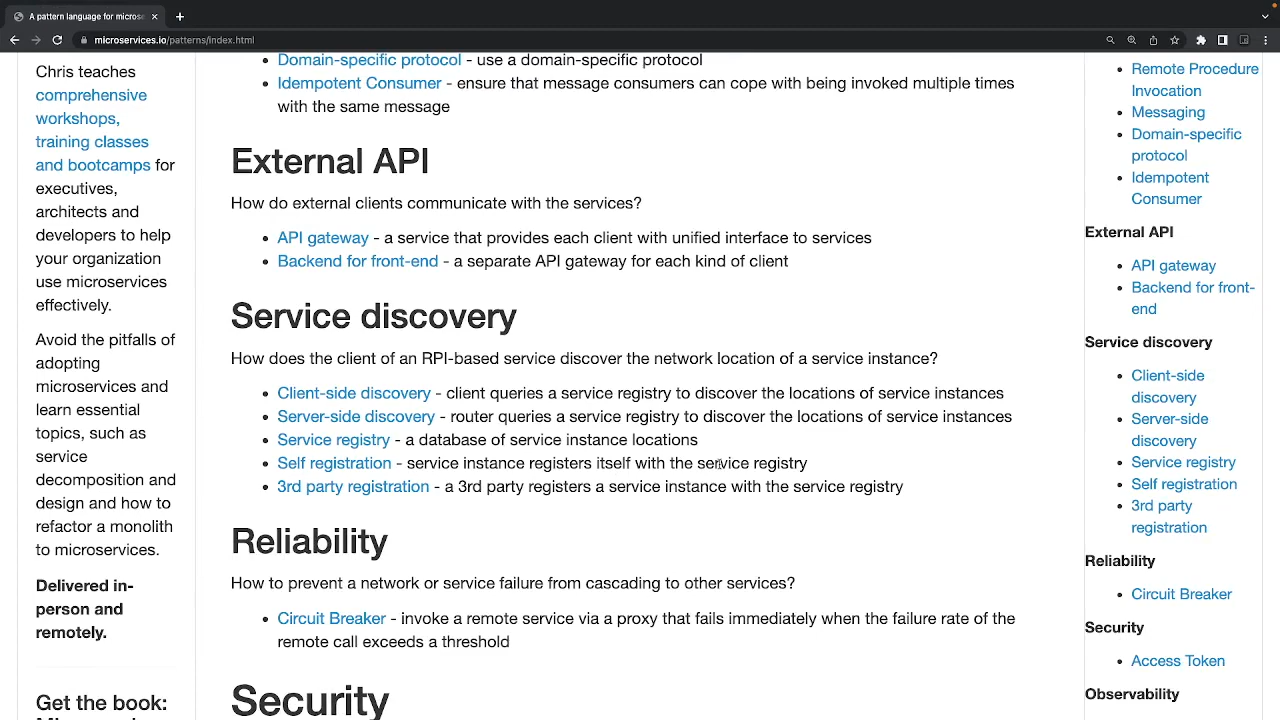 A pattern language for microse
microservices.io/patterns/index.html
Chris teaches
comprehensive
workshops,
training classes
and bootcamps for
executives,
architects and
developers to help
your organization
use microservices
effectively.
Avoid the pitfalls of
adopting
microservices and
learn essential
topics, such as
service
decomposition and
design and how to
refactor a monolith
to microservices.
Delivered in-
person and
remotely.
Get the book:
Domain-specific protocol - use a domain-specific protocol
Idempotent Consumer - ensure that message consumers can cope with being invoked multiple times
with the same message
External API
How do external clients communicate with the services?
API gateway - a service that provides each client with unified interface to services
Backend for front-end - a separate API gateway for each kind of client
Service discovery
How does the client of an RPI-based service discover the network location of a service instance?
Client-side discovery - client queries a service registry to discover the locations of service instances
Server-side discovery - router queries a service registry to discover the locations of service instances
Service registry - a database of service instance locations
Self registration - service instance registers itself with the service registry
3rd party registration - a 3rd party registers a service instance with the service registry
Reliability
How to prevent a network or service failure from cascading to other services?
Circuit Breaker - invoke a remote service via a proxy that fails immediately when the failure rate of the
remote call exceeds a threshold
Security
Remote Procedure
Invocation
Messaging
Domain-specific
protocol
Idempotent
Consumer
External API
API gateway
Backend for front-
end
Service discovery
Client-side
discovery
Server-side
discovery
Service registry
Self registration
3rd party
registration
Reliability
Circuit Breaker
Security
Access Token
Observability